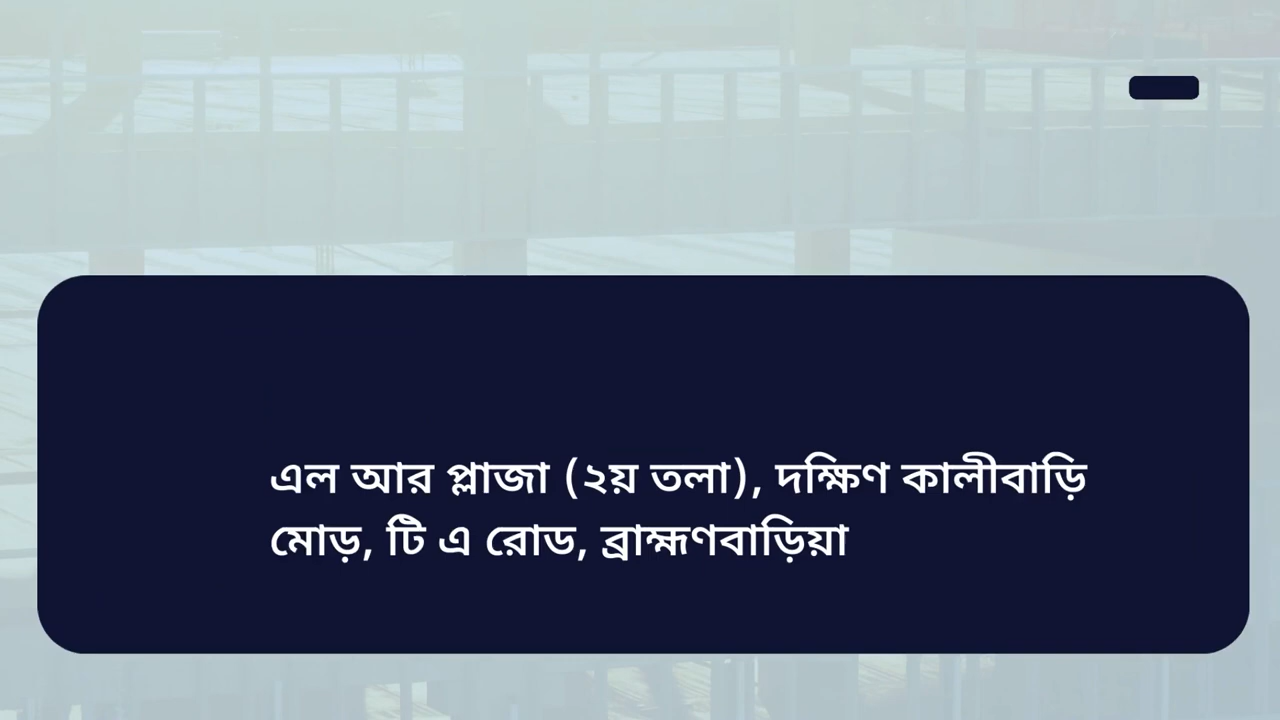 এল আর প্লাজা (২য় তলা), দক্ষিণ কালীবাড়ি
মোড়, টি এ রোড, ব্রাহ্মণবাড়িয়া